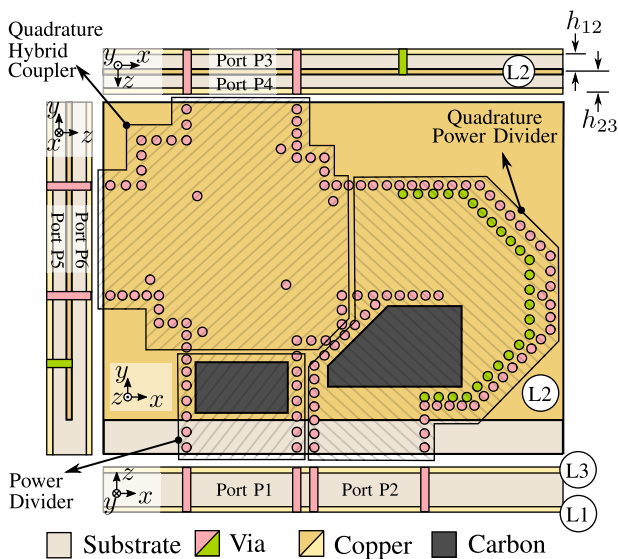 Quadrature
Hybrid
Coupler
y
x
z
Port P3
Port P4
L2
h12
h23
y
x
z
Quadrature
Power Divider
Port P5
Port P6
y
z
x
L2
Power
Divider
z
y
x
Port P1
Port P2
L3
L1
Substrate
Via
Copper
Carbon